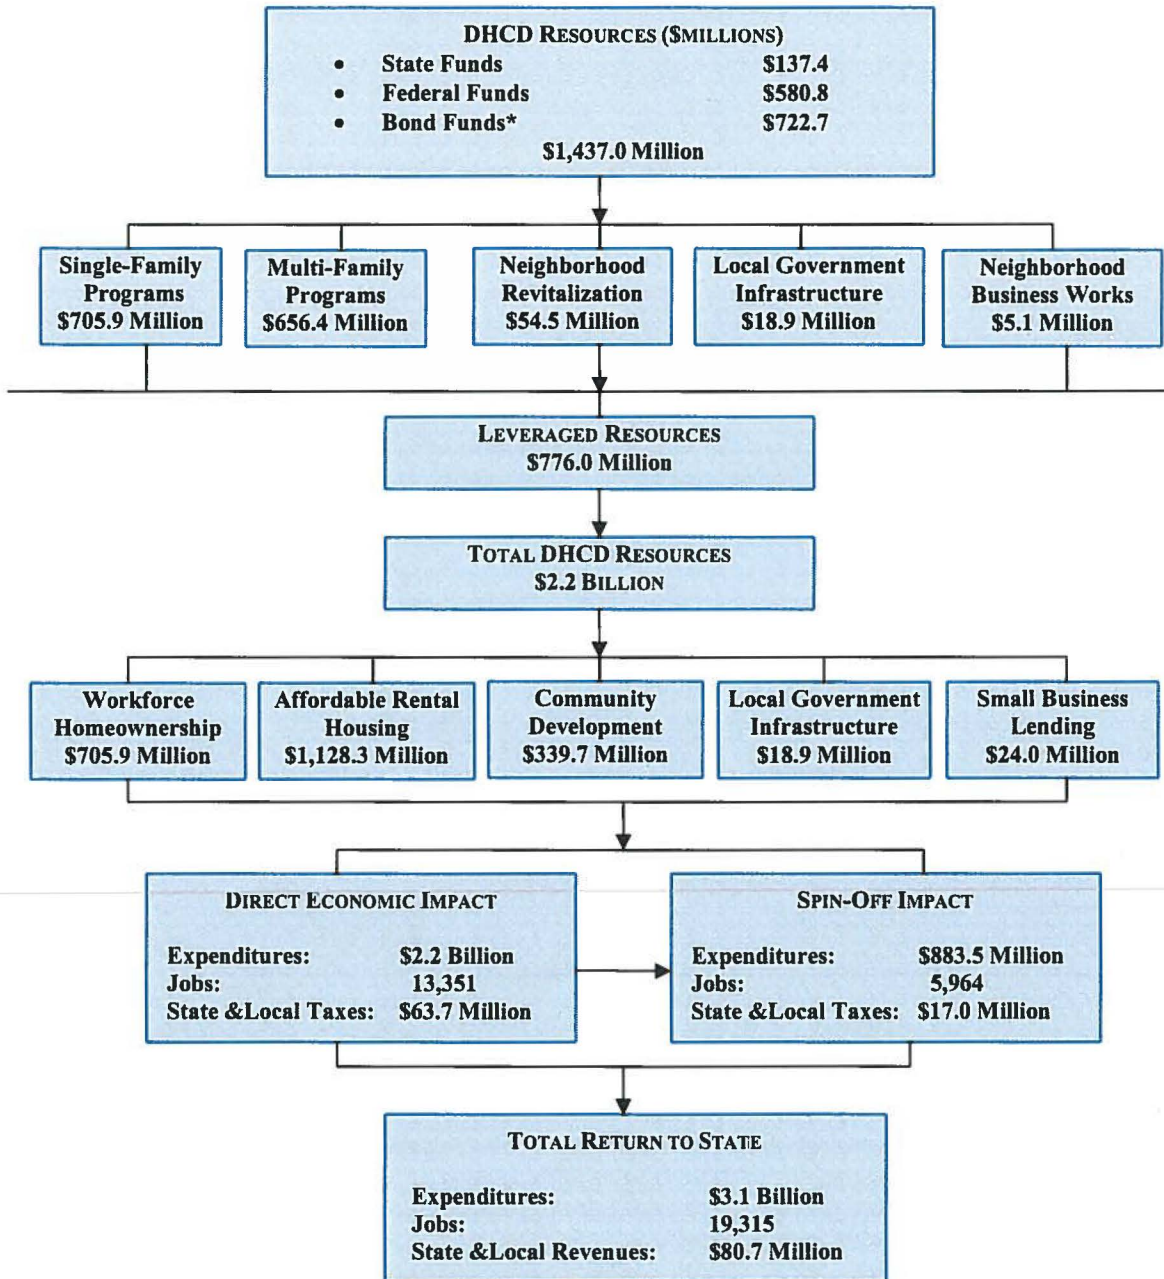 DHCD RESOURCES ($MILLIONS)
• State Funds $137.4
• Federal Funds $580.8
• Bond Funds* $722.7
$1,437.0 Million
Single-Family
Programs
$705.9 Million
Multi-Family
Programs
$656.4 Million
Neighborhood
Revitalization
$54.5 Million
Local Government
Infrastructure
$18.9 Million
Neighborhood
Business Works
$5.1 Million
LEVERAGED RESOURCES
$776.0 Million
TOTAL DHCD RESOURCES
$2.2 BILLION
Workforce
Homeownership
$705.9 Million
Affordable Rental
Housing
$1,128.3 Million
Community
Development
$339.7 Million
Local Government
Infrastructure
$18.9 Million
Small Business
Lending
$24.0 Million
DIRECT ECONOMIC IMPACT
Expenditures: $2.2 Billion
Jobs: 13,351
State &Local Taxes: $63.7 Million
SPIN-OFF IMPACT
Expenditures: $883.5 Million
Jobs: 5,964
State &Local Taxes: $17.0 Million
TOTAL RETURN TO STATE
Expenditures: $3.1 Billion
Jobs: 19,315
State &Local Revenues: $80.7 Million